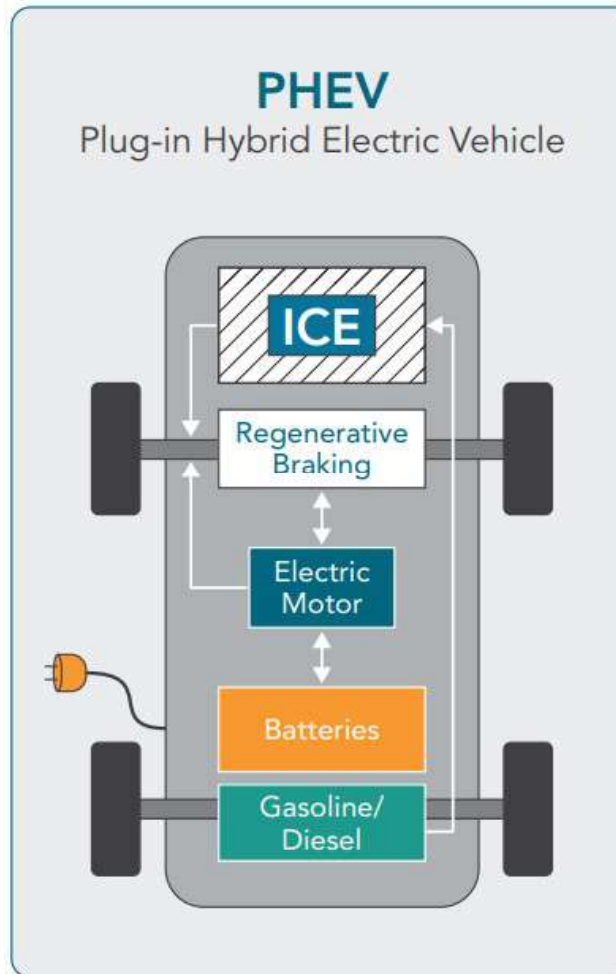 PHEV
Plug-in Hybrid Electric Vehicle
ICE
Regenerative
Braking
Electric
Motor
Batteries
Gasoline/
Diesel